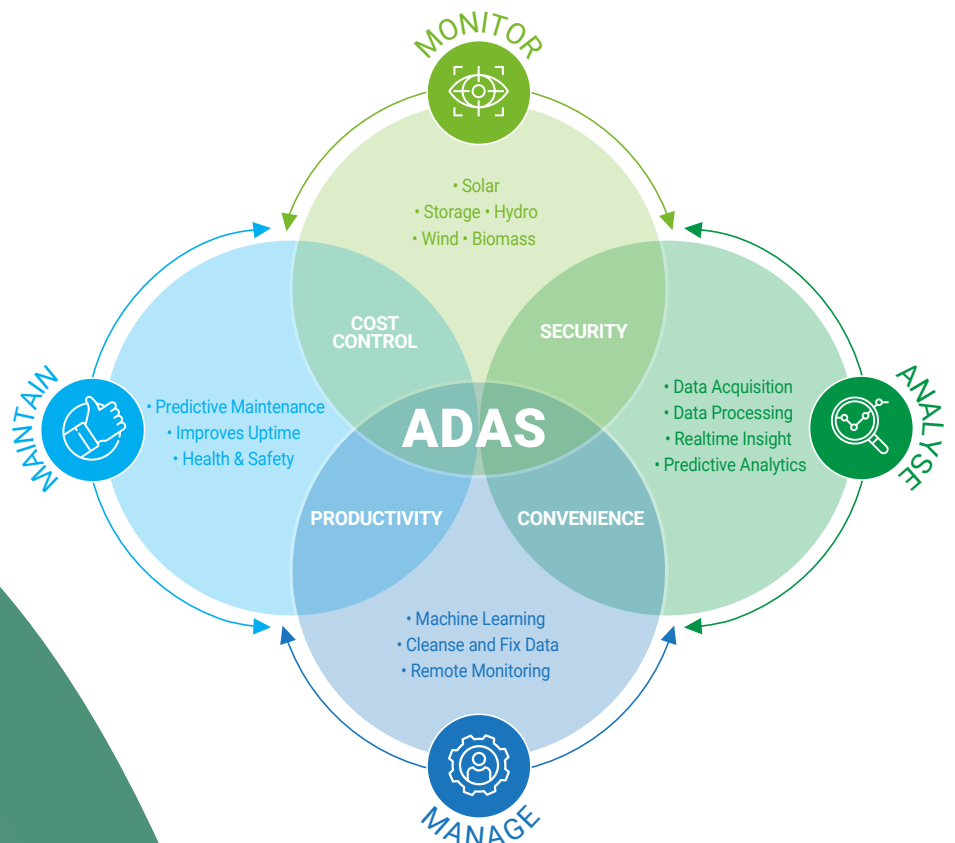 MONITOR
• Solar
• Storage • Hydro
• Wind • Biomass
COST
CONTROL
SECURITY
MAINTAIN
• Predictive Maintenance
• Improves Uptime
• Health & Safety
ADAS
• Data Acquisition
• Data Processing
• Realtime Insight
• Predictive Analytics
ANALYSE
PRODUCTIVITY
CONVENIENCE
• Machine Learning
• Cleanse and Fix Data
• Remote Monitoring
MANAGE